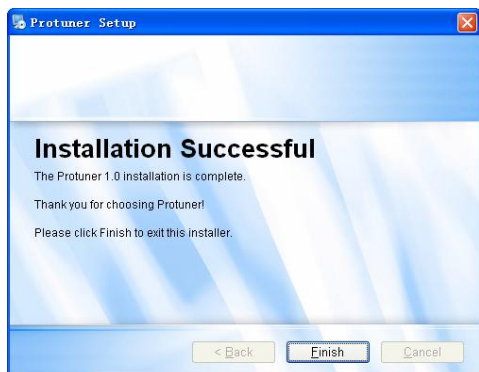 Protuner Setup
Installation Successful
The Protuner 1.0 installation is complete.
Thank you for choosing Protuner!
Please click Finish to exit this installer.
< Back
Finish
Cancel